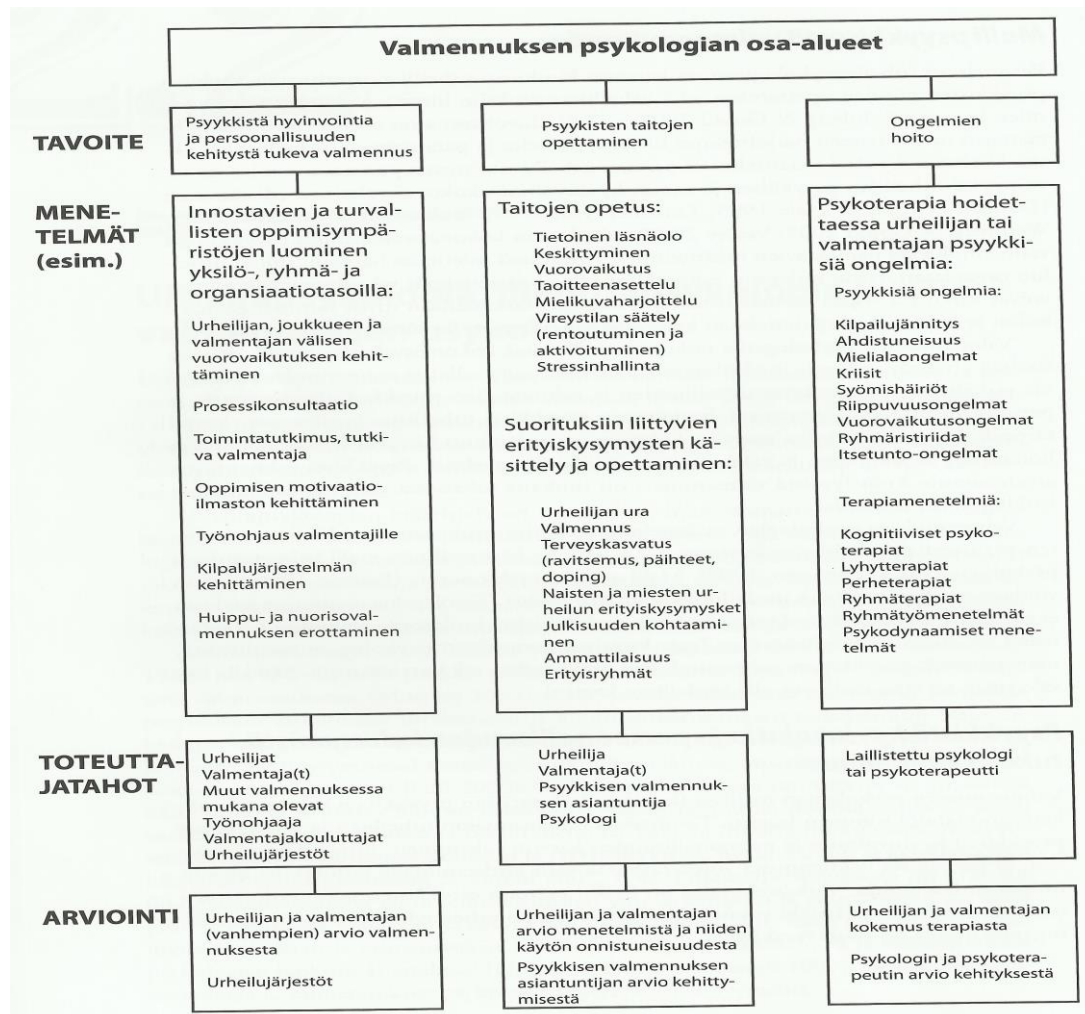 Valmennuksen psykologian osa-alueet
TAVOITE
Psyykkistä hyvinvointia
ja persoonallisuuden
kehitystä tukeva valmennus
Psyykisten taitojen
opettaminen
Ongelmien
hoito
MENE-
TELMÄT
(esim.)
Innostavien ja turval-
listen oppimisympä-
ristöjen luominen
yksilö-, ryhmä- ja
organsiaatiotasoilla:
Urheilijan, joukkueen ja
valmentajan välisen
vuorovaikutuksen kehit-
täminen
Prosessikonsultaatio
Toimintatutkimus, tutki-
va valmentaja
Oppimisen motivaatio-
ilmaston kehittäminen
Työnohjaus valmentajille
Kilpalujärjestelmän
kehittäminen
Huippu- ja nuorisoval-
mennuksen erottaminen
Taitojen opetus:
Tietoinen läsnäolo
Keskittyminen
Vuorovaikutus
Taoitteenasettelu
Mielikuvaharjoittelu
Vireystilan säätely
(rentoutuminen ja
aktivoituminen)
Stressinhallinta
Suorituksiin liittyvien
erityiskysymysten kä-
sittely ja opettaminen:
Urheilijan ura
Valmennus
Terveyskasvatus
(ravitsemus, päihteet,
doping)
Naisten ja miesten ur-
heilun erityiskysymysket
Julkisuuden kohtaami-
nen
Ammattilaisuus
Erityisryhmät
Psykoterapia hoidet-
taessa urheilijan tai
valmentajan psyykki-
siä ongelmia:
Psyykkisiä ongelmia:
Kilpailujännitys
Ahdistuneisuus
Mielialaongelmat
Kriisit
Syömishäiriöt
Riippuvuusongelmat
Vuorovaikutusongelmat
Ryhmäristiriidat
Itsetunto-ongelmat
Terapiamenetelmiä:
Kognitiiviset psyko-
terapiat
Lyhytterapiat
Perheterapiat
Ryhmäterapiat
Ryhmätyömenetelmät
Psykodynaamiset mene-
telmät
TOTEUTTA-
JATAHOT
Urheilijat
Valmentaja(t)
Muut valmennuksessa
mukana olevat
Työnohjaaja
Valmentajakouluttajat
Urheilujärjestöt
Urheilija
Valmentaja(t)
Psyykkisen valmennuk-
sen asiantuntija
Psykologi
Laillistettu psykologi
tai psykoterapeutti
ARVIOINTI
Urheilijan ja valmentajan
(vanhempien) arvio valmen-
nuksesta
Urheilujärjestöt
Urheilijan ja valmentajan
arvio menetelmistä ja niiden
käytön onnistuneisuudesta
Psyykkisen valmennuksen
asiantuntijan arvio kehitty-
misestä
Urheilijan ja valmentajan
kokemus terapiasta
Psykologin ja psykotera-
peutin arvio kehityksestä